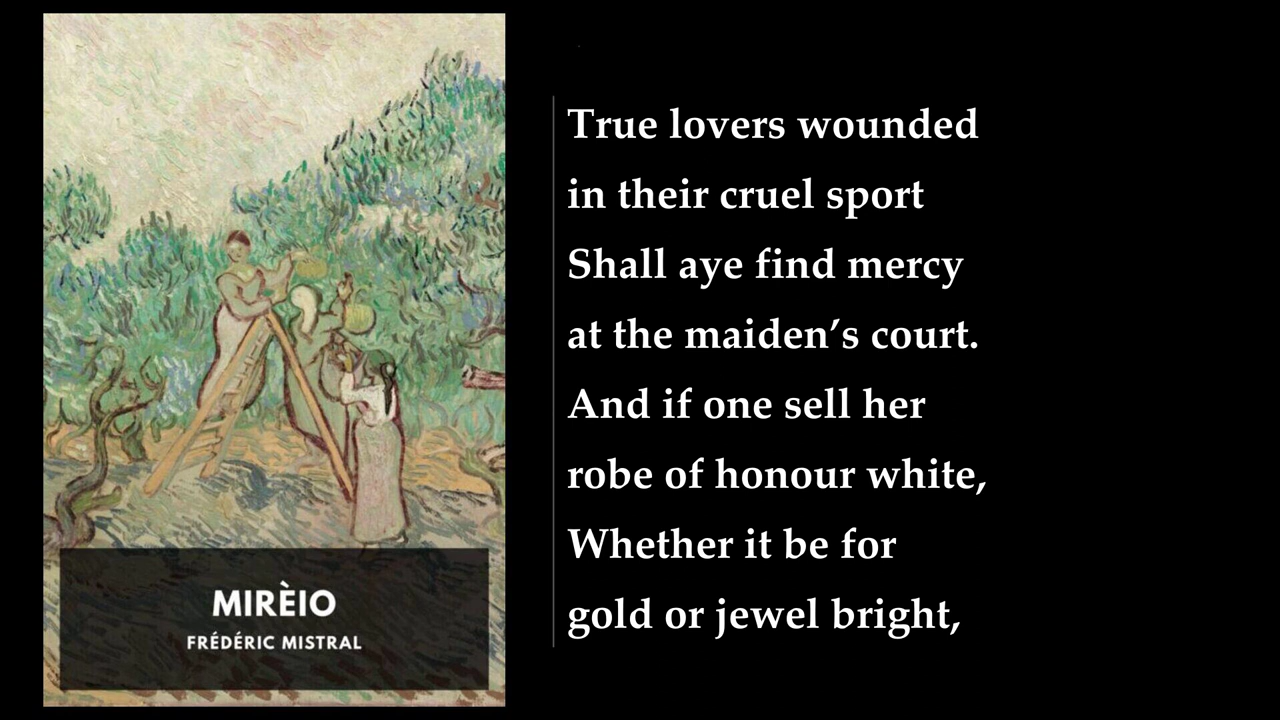 MIRÈIO
FRÉDÉRIC MISTRAL
True lovers wounded
in their cruel sport
Shall aye find mercy
at the maiden’s court.
And if one sell her
robe of honour white,
Whether it be for
gold or jewel bright,